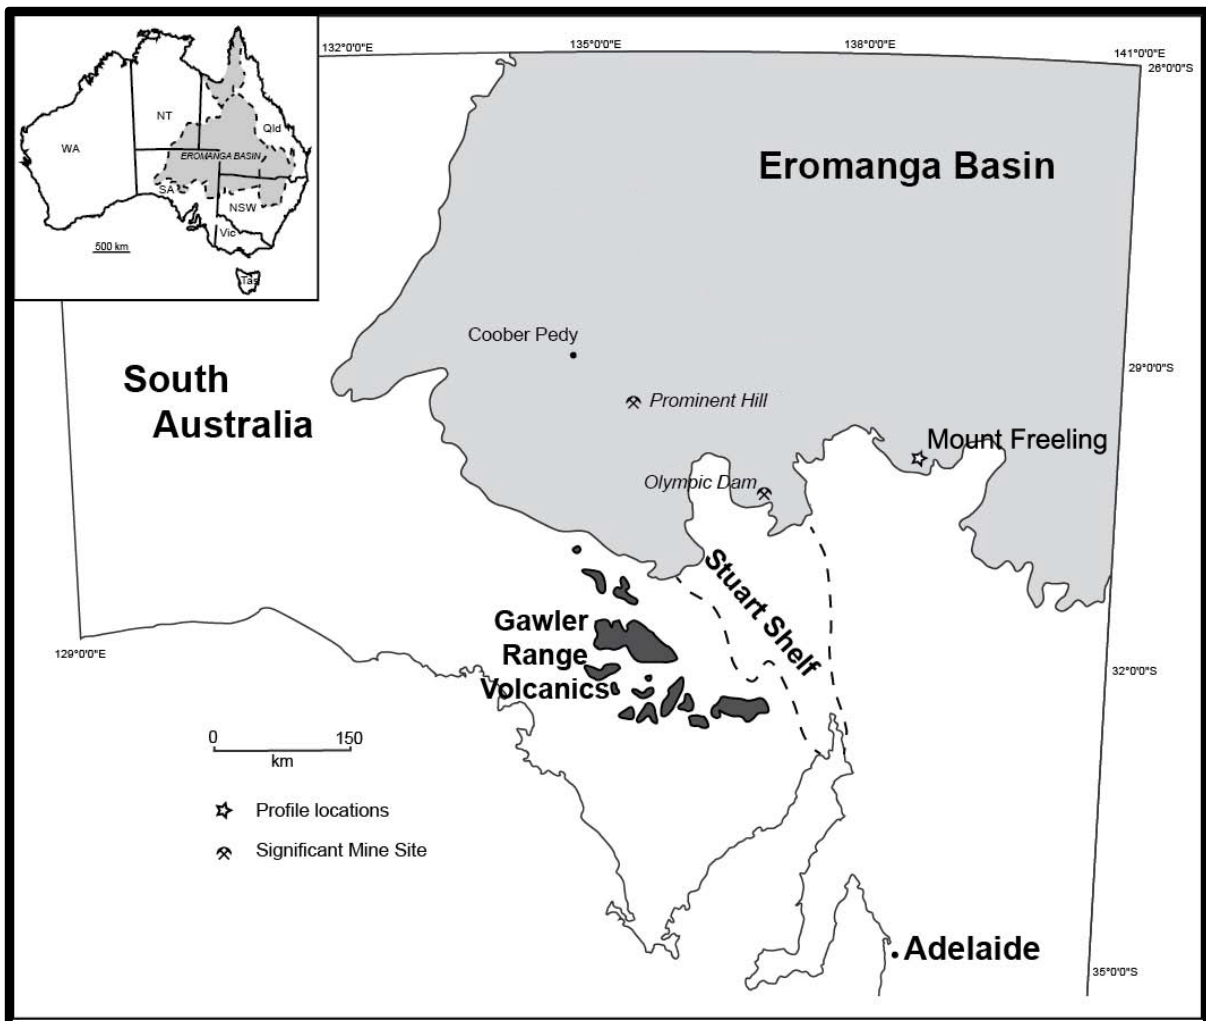 132°0'0"E
135°0'0"E
138°0'0"E
141°0'0"E
26°0'0"S
NT
Qld
WA
EROMANGA BASIN
SA
NSW
Vic
500 km
Tas
Eromanga Basin
Coober Pedy
South
Australia
29°0'0"S
Prominent Hill
Mount Freeling
Olympic Dam
Stuart Shelf
Gawler
Range
Volcanics
129°0'0"E
32°0'0"S
0 150
km
Profile locations
Significant Mine Site
Adelaide
35°0'0"S